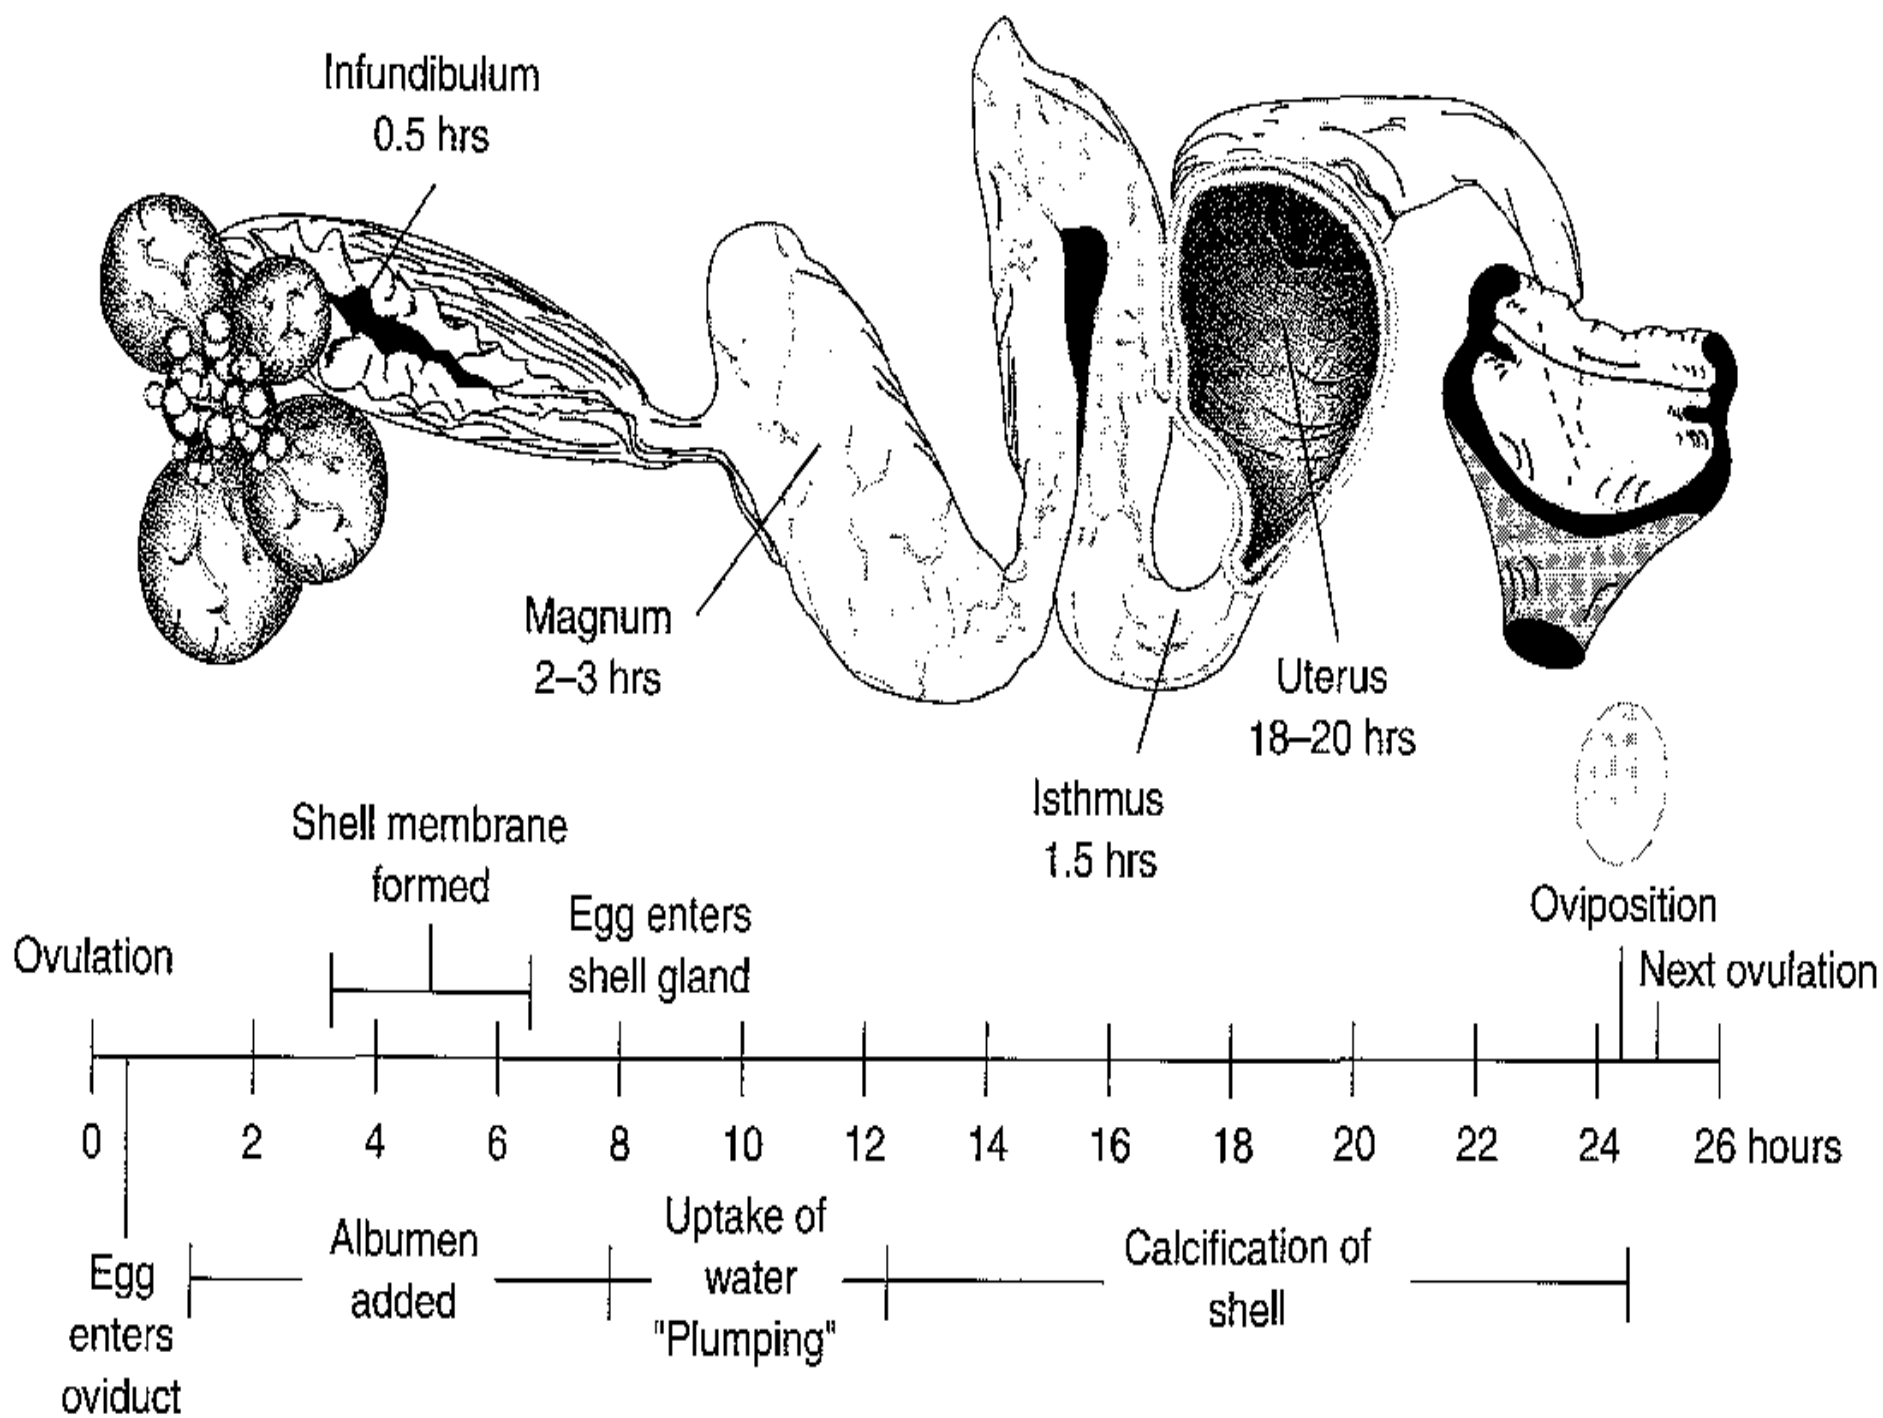 Infundibulum
0.5 hrs
Magnum
2–3 hrs
Uterus
18–20 hrs
Isthmus
1.5 hrs
Shell membrane
formed
Egg enters
shell gland
Ovulation
Oviposition
Next ovulation
0 2 4 6 8 10 12 14 16 18 20 22 24 26 hours
Egg
enters
oviduct
Albumen
added
Uptake of
water
"Plumping"
Calcification of
shell